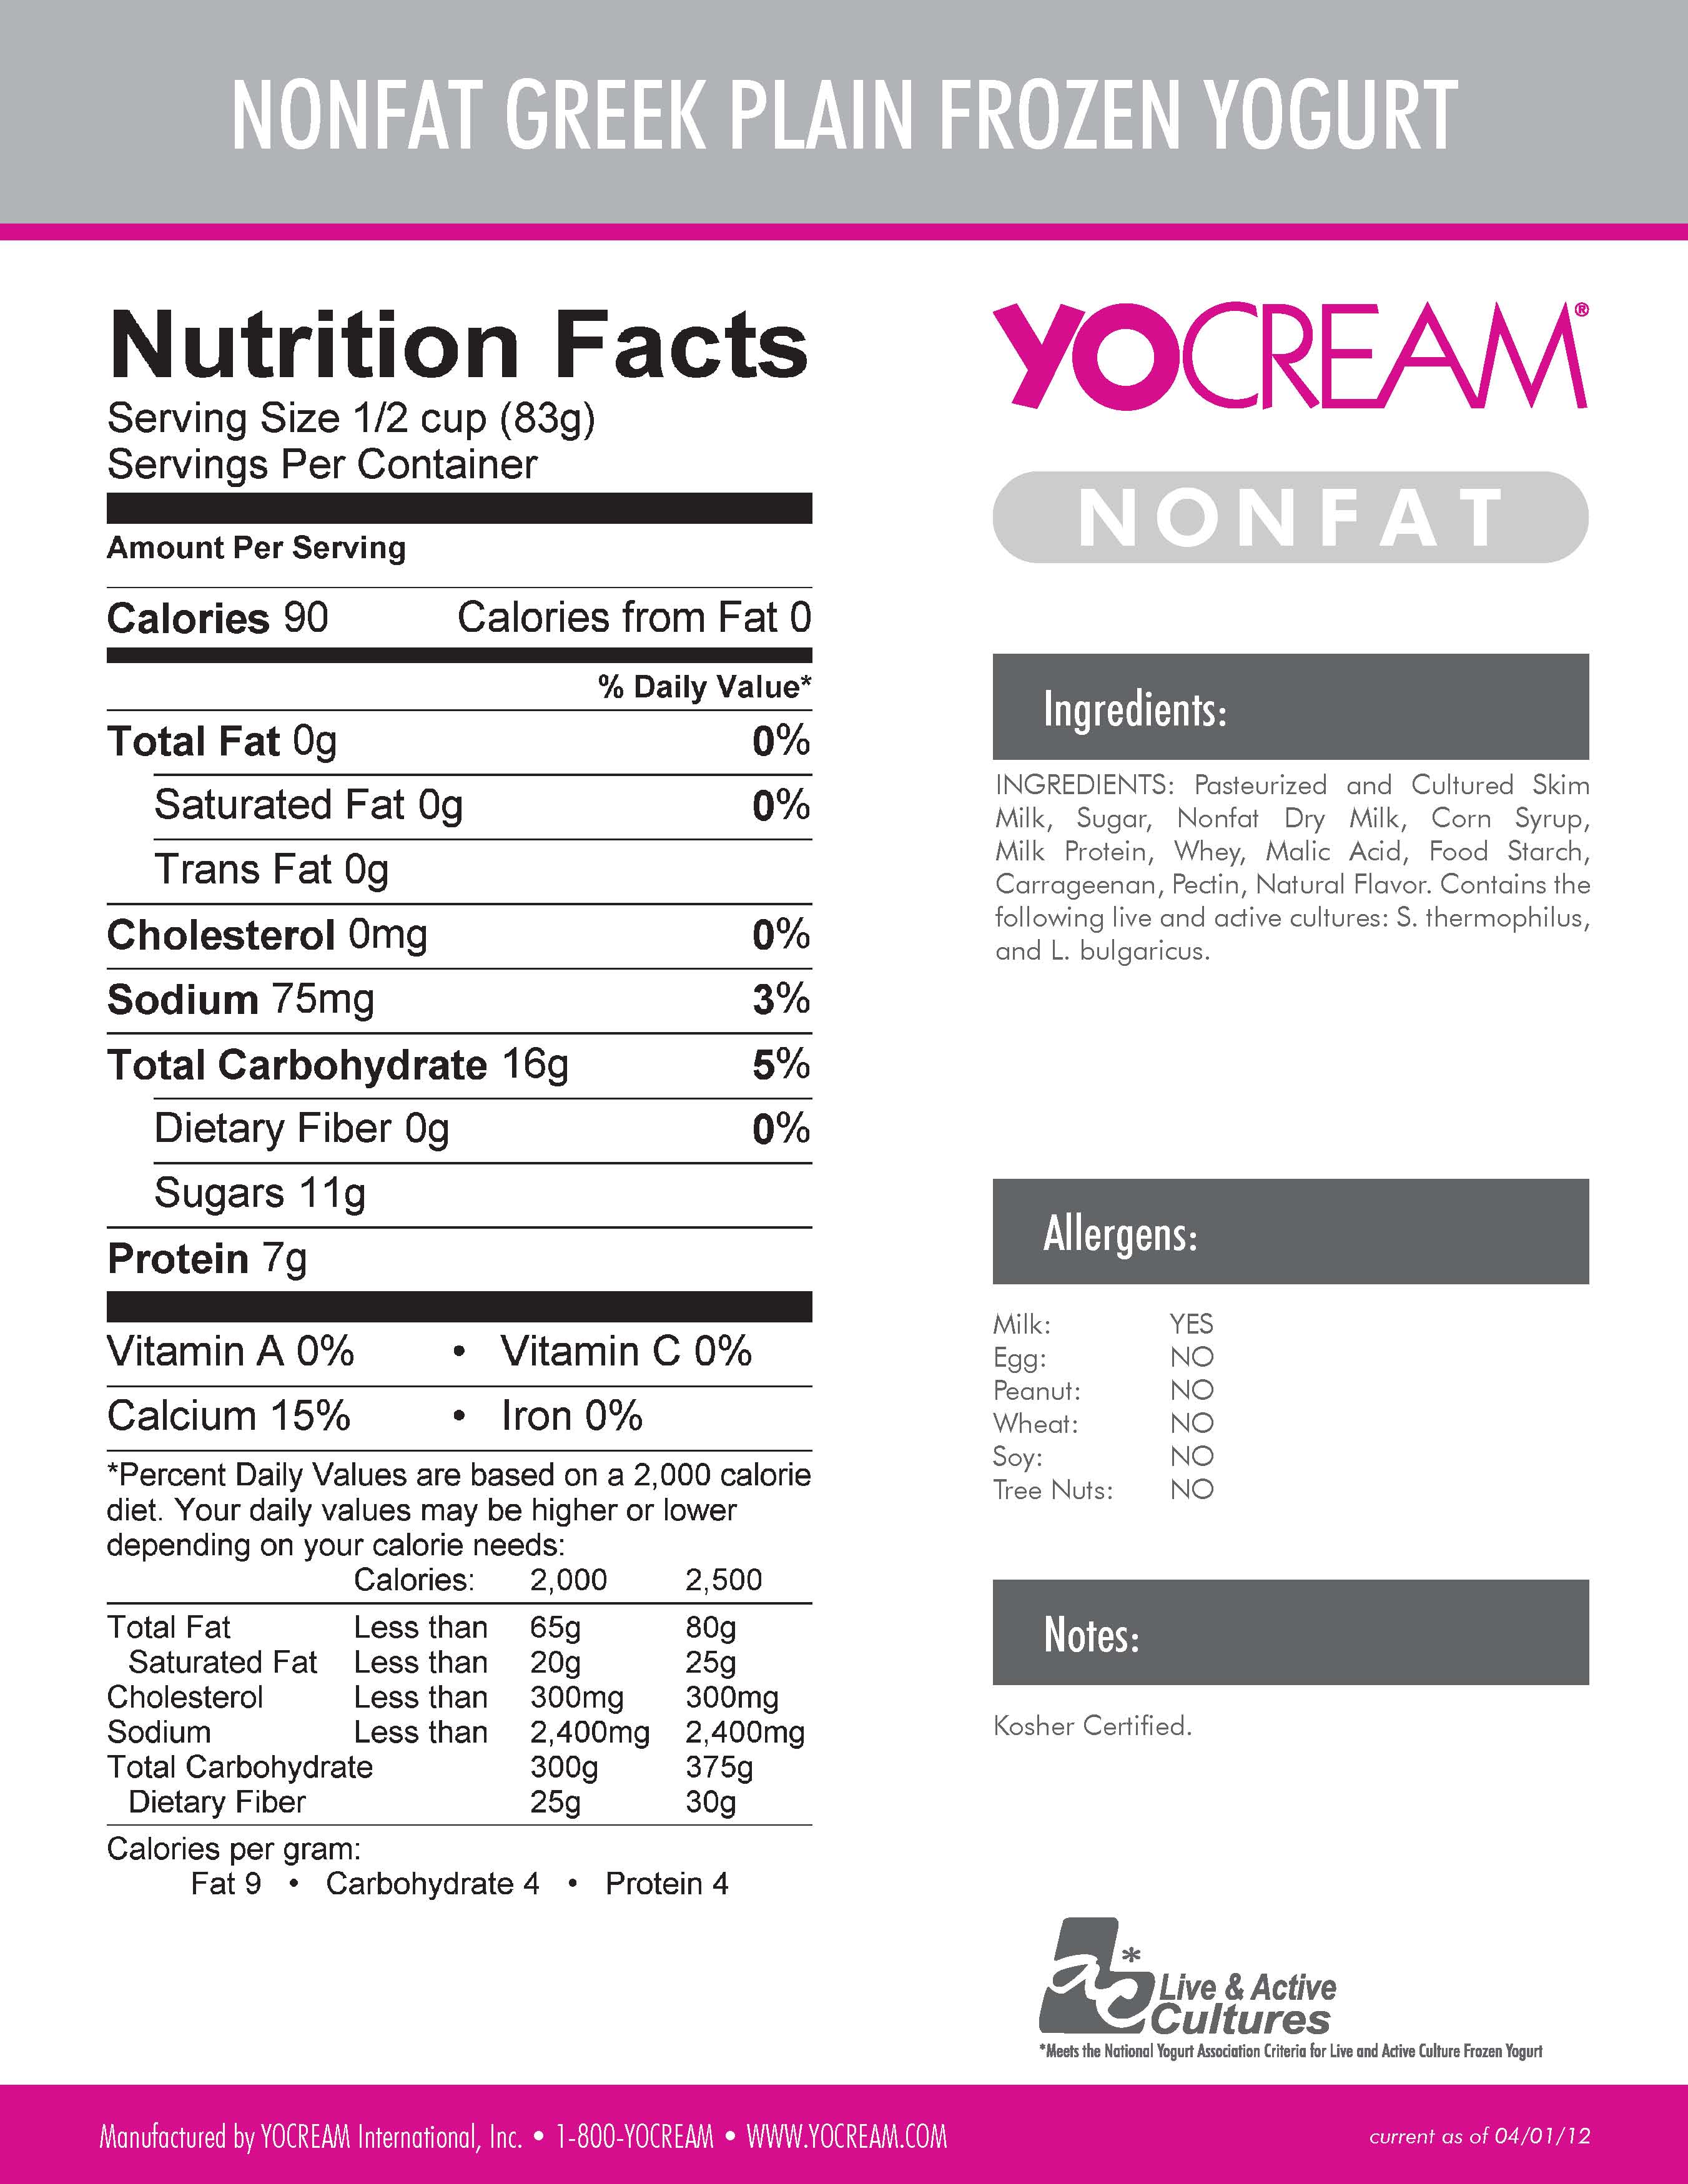 NONFAT GREEK PLAIN FROZEN YOGURT
Nutrition Facts
Serving Size 1/2 cup (83g)
Servings Per Container
Amount Per Serving
Calories 90 Calories from Fat 0
% Daily Value*
Total Fat 0g 0%
Saturated Fat 0g 0%
Trans Fat 0g
Cholesterol 0mg 0%
Sodium 75mg 3%
Total Carbohydrate 16g 5%
Dietary Fiber 0g 0%
Sugars 11g
Protein 7g
Vitamin A 0% • Vitamin C 0%
Calcium 15% • Iron 0%
*Percent Daily Values are based on a 2,000 calorie
diet. Your daily values may be higher or lower
depending on your calorie needs:
Calories: 2,000 2,500
Total Fat Less than 65g 80g
Saturated Fat Less than 20g 25g
Cholesterol Less than 300mg 300mg
Sodium Less than 2,400mg 2,400mg
Total Carbohydrate 300g 375g
Dietary Fiber 25g 30g
Calories per gram:
Fat 9 • Carbohydrate 4 • Protein 4
YOCREAM®
NONFAT
Ingredients:
INGREDIENTS: Pasteurized and Cultured Skim
Milk, Sugar, Nonfat Dry Milk, Corn Syrup,
Milk Protein, Whey, Malic Acid, Food Starch,
Carrageenan, Pectin, Natural Flavor. Contains the
following live and active cultures: S. thermophilus,
and L. bulgaricus.
Allergens:
Milk: YES
Egg: NO
Peanut: NO
Wheat: NO
Soy: NO
Tree Nuts: NO
Notes:
Kosher Certified.
ac*
Live & Active
Cultures
*Meets the National Yogurt Association Criteria for Live and Active Culture Frozen Yogurt
Manufactured by YOCREAM International, Inc. • 1-800-YOCREAM • WWW.YOCREAM.COM
current as of 04/01/12